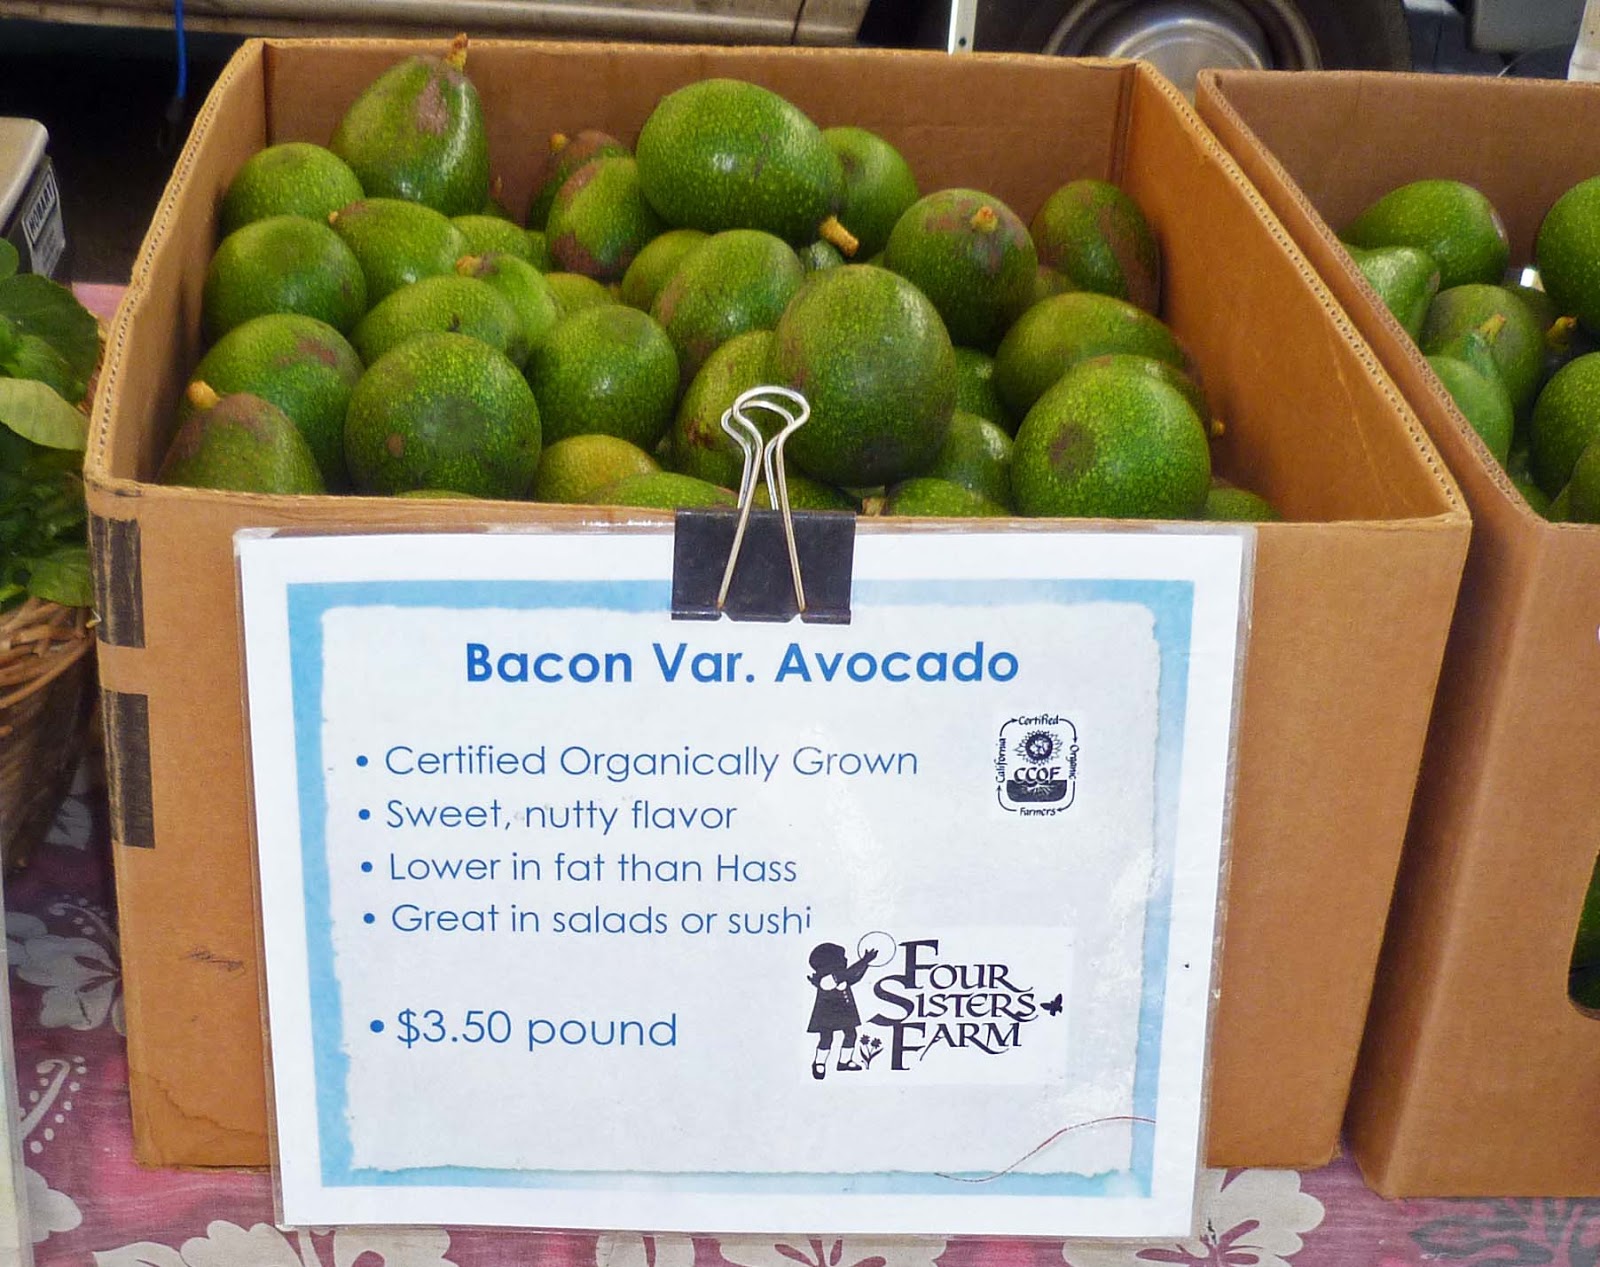 HOBART
Bacon Var. Avocado
• Certified Organically Grown
• Sweet, nutty flavor
• Lower in fat than Hass
• Great in salads or sushi
• $3.50 pound
Certified
Organic
Farmers
California
CCOF
FOUR
SISTERS
FARM